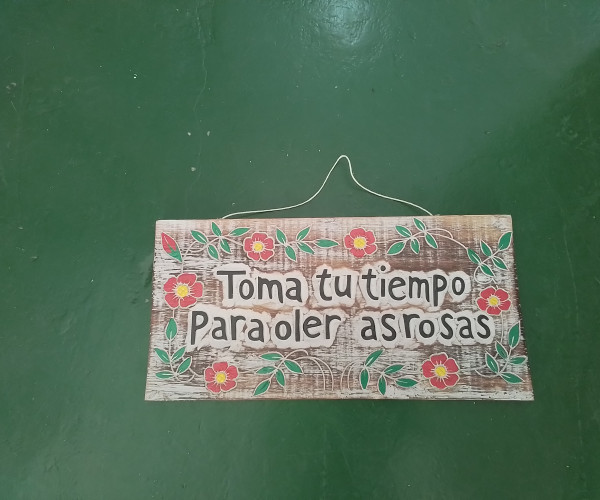 Toma tu tiempo
Para oler asrosas